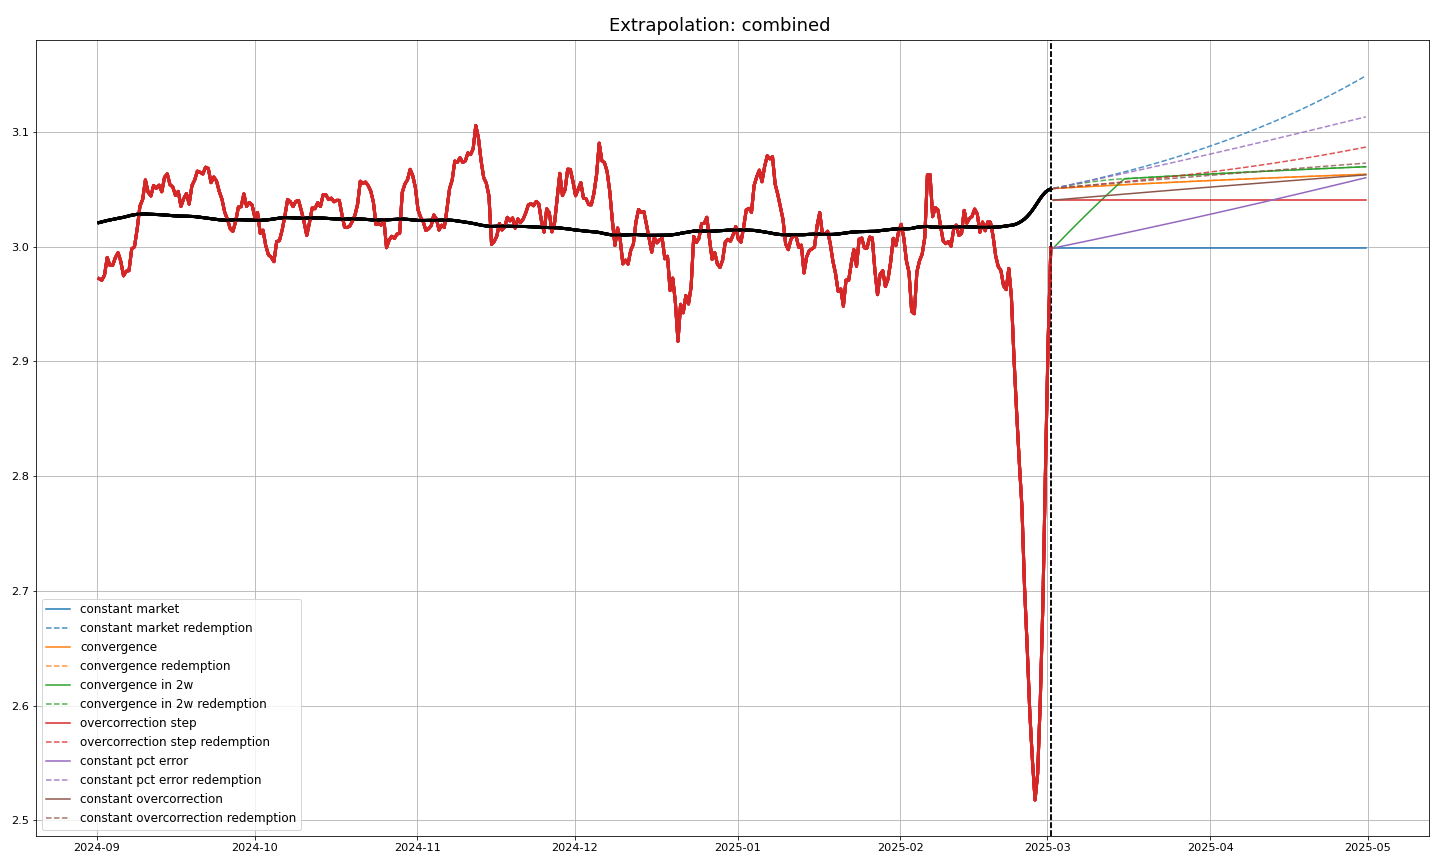 Extrapolation: combined
3.1
3.0
2.9
2.8
2.7
2.6
2.5
constant market
constant market redemption
convergence
convergence redemption
convergence in 2w
convergence in 2w redemption
overcorrection step
overcorrection step redemption
constant pct error
constant pct error redemption
constant overcorrection
constant overcorrection redemption
2024-09 2024-10 2024-11 2024-12 2025-01 2025-02 2025-03 2025-04 2025-05